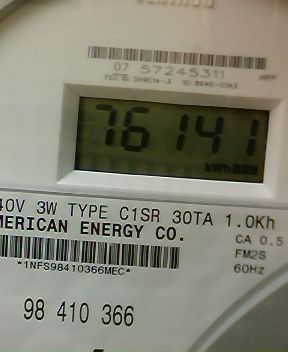 07 57245311
HPP
76141
kWh
40V 3W TYPE C1SR 30TA 1.0Kh
MERICAN ENERGY CO.
CA 0.5
*1NFS98410366MEC*
FM2S
60Hz
98 410 366